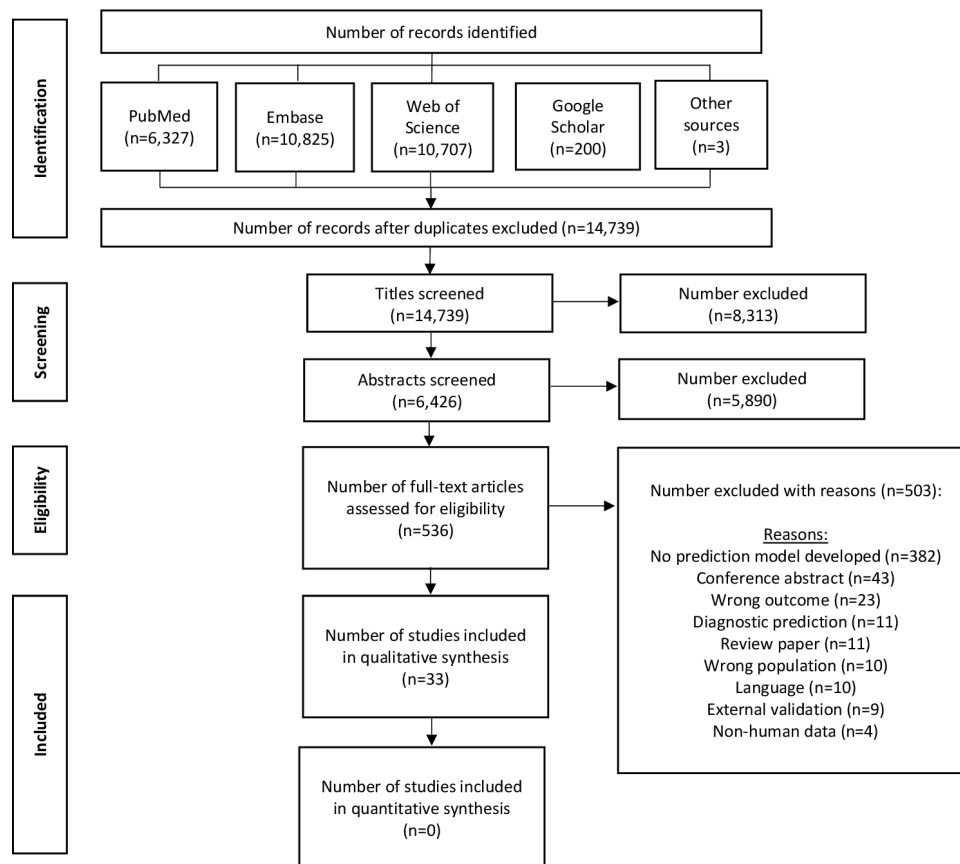 Identification
Number of records identified
PubMed
(n=6,327)
Embase
(n=10,825)
Web of
Science
(n=10,707)
Google
Scholar
(n=200)
Other
sources
(n=3)
Number of records after duplicates excluded (n=14,739)
Screening
Titles screened
(n=14,739)
Number excluded
(n=8,313)
Abstracts screened
(n=6,426)
Number excluded
(n=5,890)
Eligibility
Number of full-text articles
assessed for eligibility
(n=536)
Number excluded with reasons (n=503):
Reasons:
No prediction model developed (n=382)
Conference abstract (n=43)
Wrong outcome (n=23)
Diagnostic prediction (n=11)
Review paper (n=11)
Wrong population (n=10)
Language (n=10)
External validation (n=9)
Non-human data (n=4)
Included
Number of studies included
in qualitative synthesis
(n=33)
Number of studies included
in quantitative synthesis
(n=0)